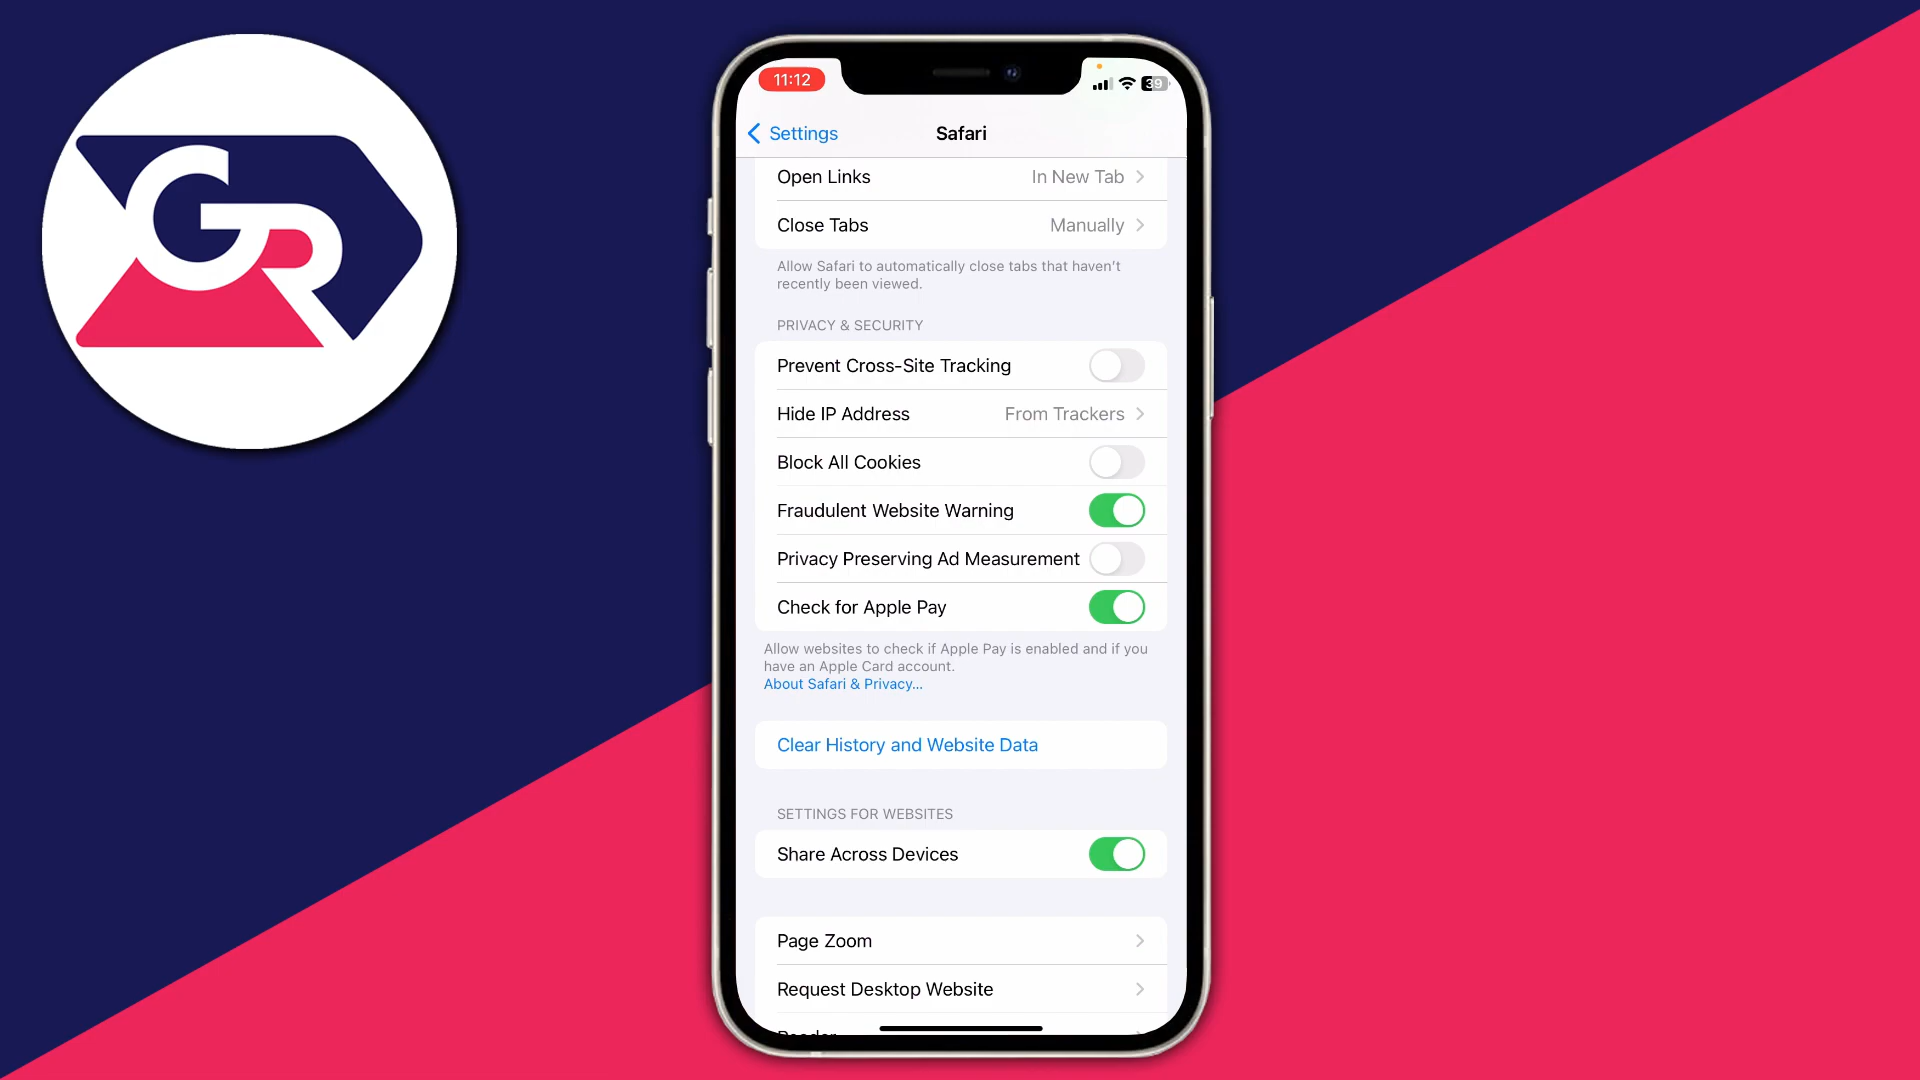 GR
11:12
39
Settings
Safari
Open Links
In New Tab
Close Tabs
Manually
Allow Safari to automatically close tabs that haven't
recently been viewed.
PRIVACY & SECURITY
Prevent Cross-Site Tracking
Hide IP Address
From Trackers
Block All Cookies
Fraudulent Website Warning
Privacy Preserving Ad Measurement
Check for Apple Pay
Allow websites to check if Apple Pay is enabled and if you
have an Apple Card account.
About Safari & Privacy...
Clear History and Website Data
SETTINGS FOR WEBSITES
Share Across Devices
Page Zoom
Request Desktop Website
Reader